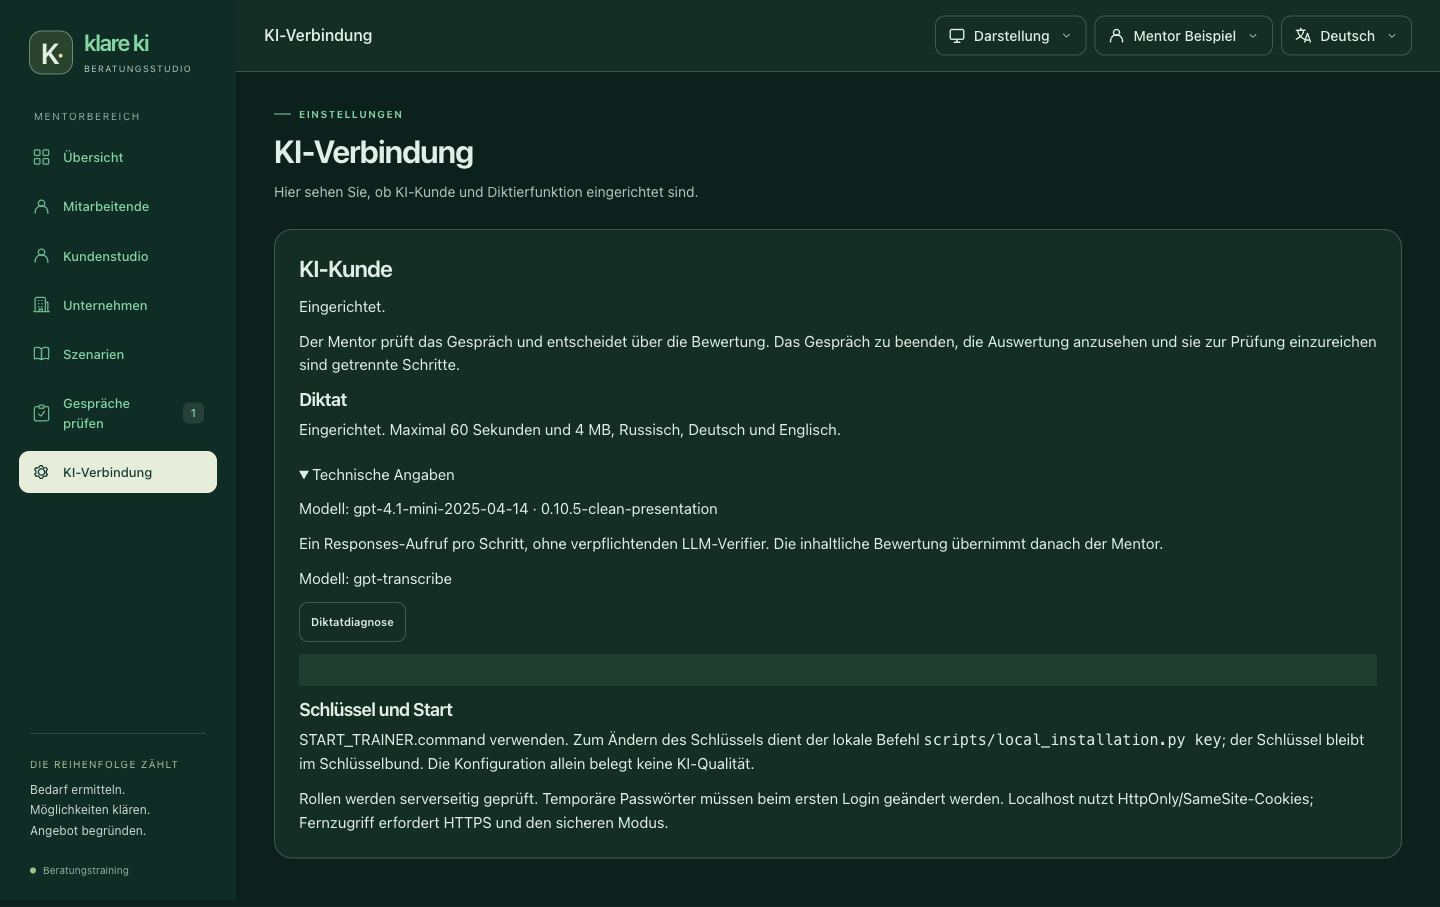 K
klare ki
BERATUNGSSTUDIO
MENTORBEREICH
Übersicht
Mitarbeitende
Kundenstudio
Unternehmen
Szenarien
Gespräche
prüfen
1
KI-Verbindung
DIE REIHENFOLGE ZÄHLT
Bedarf ermitteln.
Möglichkeiten klären.
Angebot begründen.
Beratungstraining
KI-Verbindung
Darstellung
Mentor Beispiel
Deutsch
EINSTELLUNGEN
KI-Verbindung
Hier sehen Sie, ob KI-Kunde und Diktierfunktion eingerichtet sind.
KI-Kunde
Eingerichtet.
Der Mentor prüft das Gespräch und entscheidet über die Bewertung. Das Gespräch zu beenden, die Auswertung anzusehen und sie zur Prüfung einzureichen
sind getrennte Schritte.
Diktat
Eingerichtet. Maximal 60 Sekunden und 4 MB, Russisch, Deutsch und Englisch.
▼ Technische Angaben
Modell: gpt-4.1-mini-2025-04-14 · 0.10.5-clean-presentation
Ein Responses-Aufruf pro Schritt, ohne verpflichtenden LLM-Verifier. Die inhaltliche Bewertung übernimmt danach der Mentor.
Modell: gpt-transcribe
Diktatdiagnose
Schlüssel und Start
START_TRAINER.command verwenden. Zum Ändern des Schlüssels dient der lokale Befehl scripts/local_installation.py key; der Schlüssel bleibt
im Schlüsselbund. Die Konfiguration allein belegt keine KI-Qualität.
Rollen werden serverseitig geprüft. Temporäre Passwörter müssen beim ersten Login geändert werden. Localhost nutzt HttpOnly/SameSite-Cookies;
Fernzugriff erfordert HTTPS und den sicheren Modus.